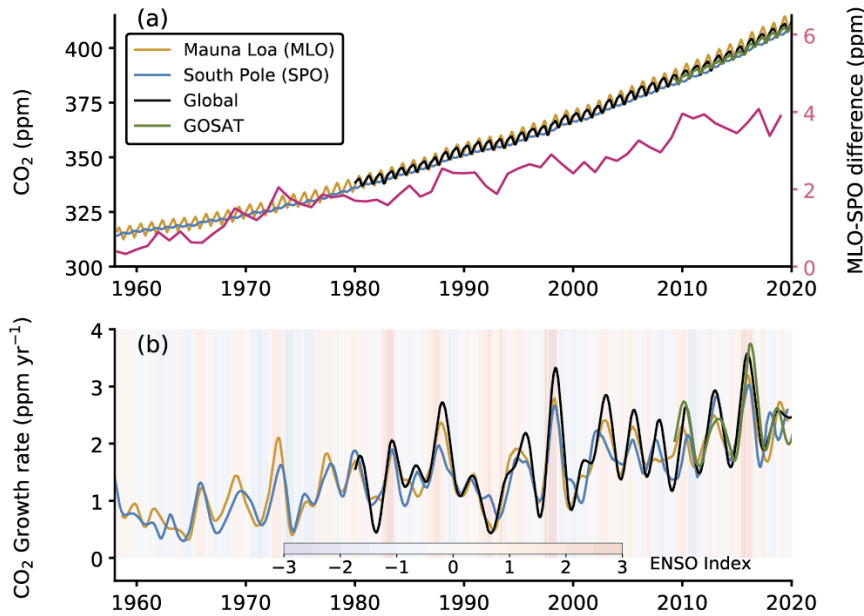 (a)
Mauna Loa (MLO)
South Pole (SPO)
Global
GOSAT
CO₂ (ppm)
400
375
350
325
300
MLO-SPO difference (ppm)
6
4
2
0
1960 1970 1980 1990 2000 2010 2020
(b)
CO₂ Growth rate (ppm yr⁻¹)
4
3
2
1
0
−3 −2 −1 0 1 2 3 ENSO Index
1960 1970 1980 1990 2000 2010 2020